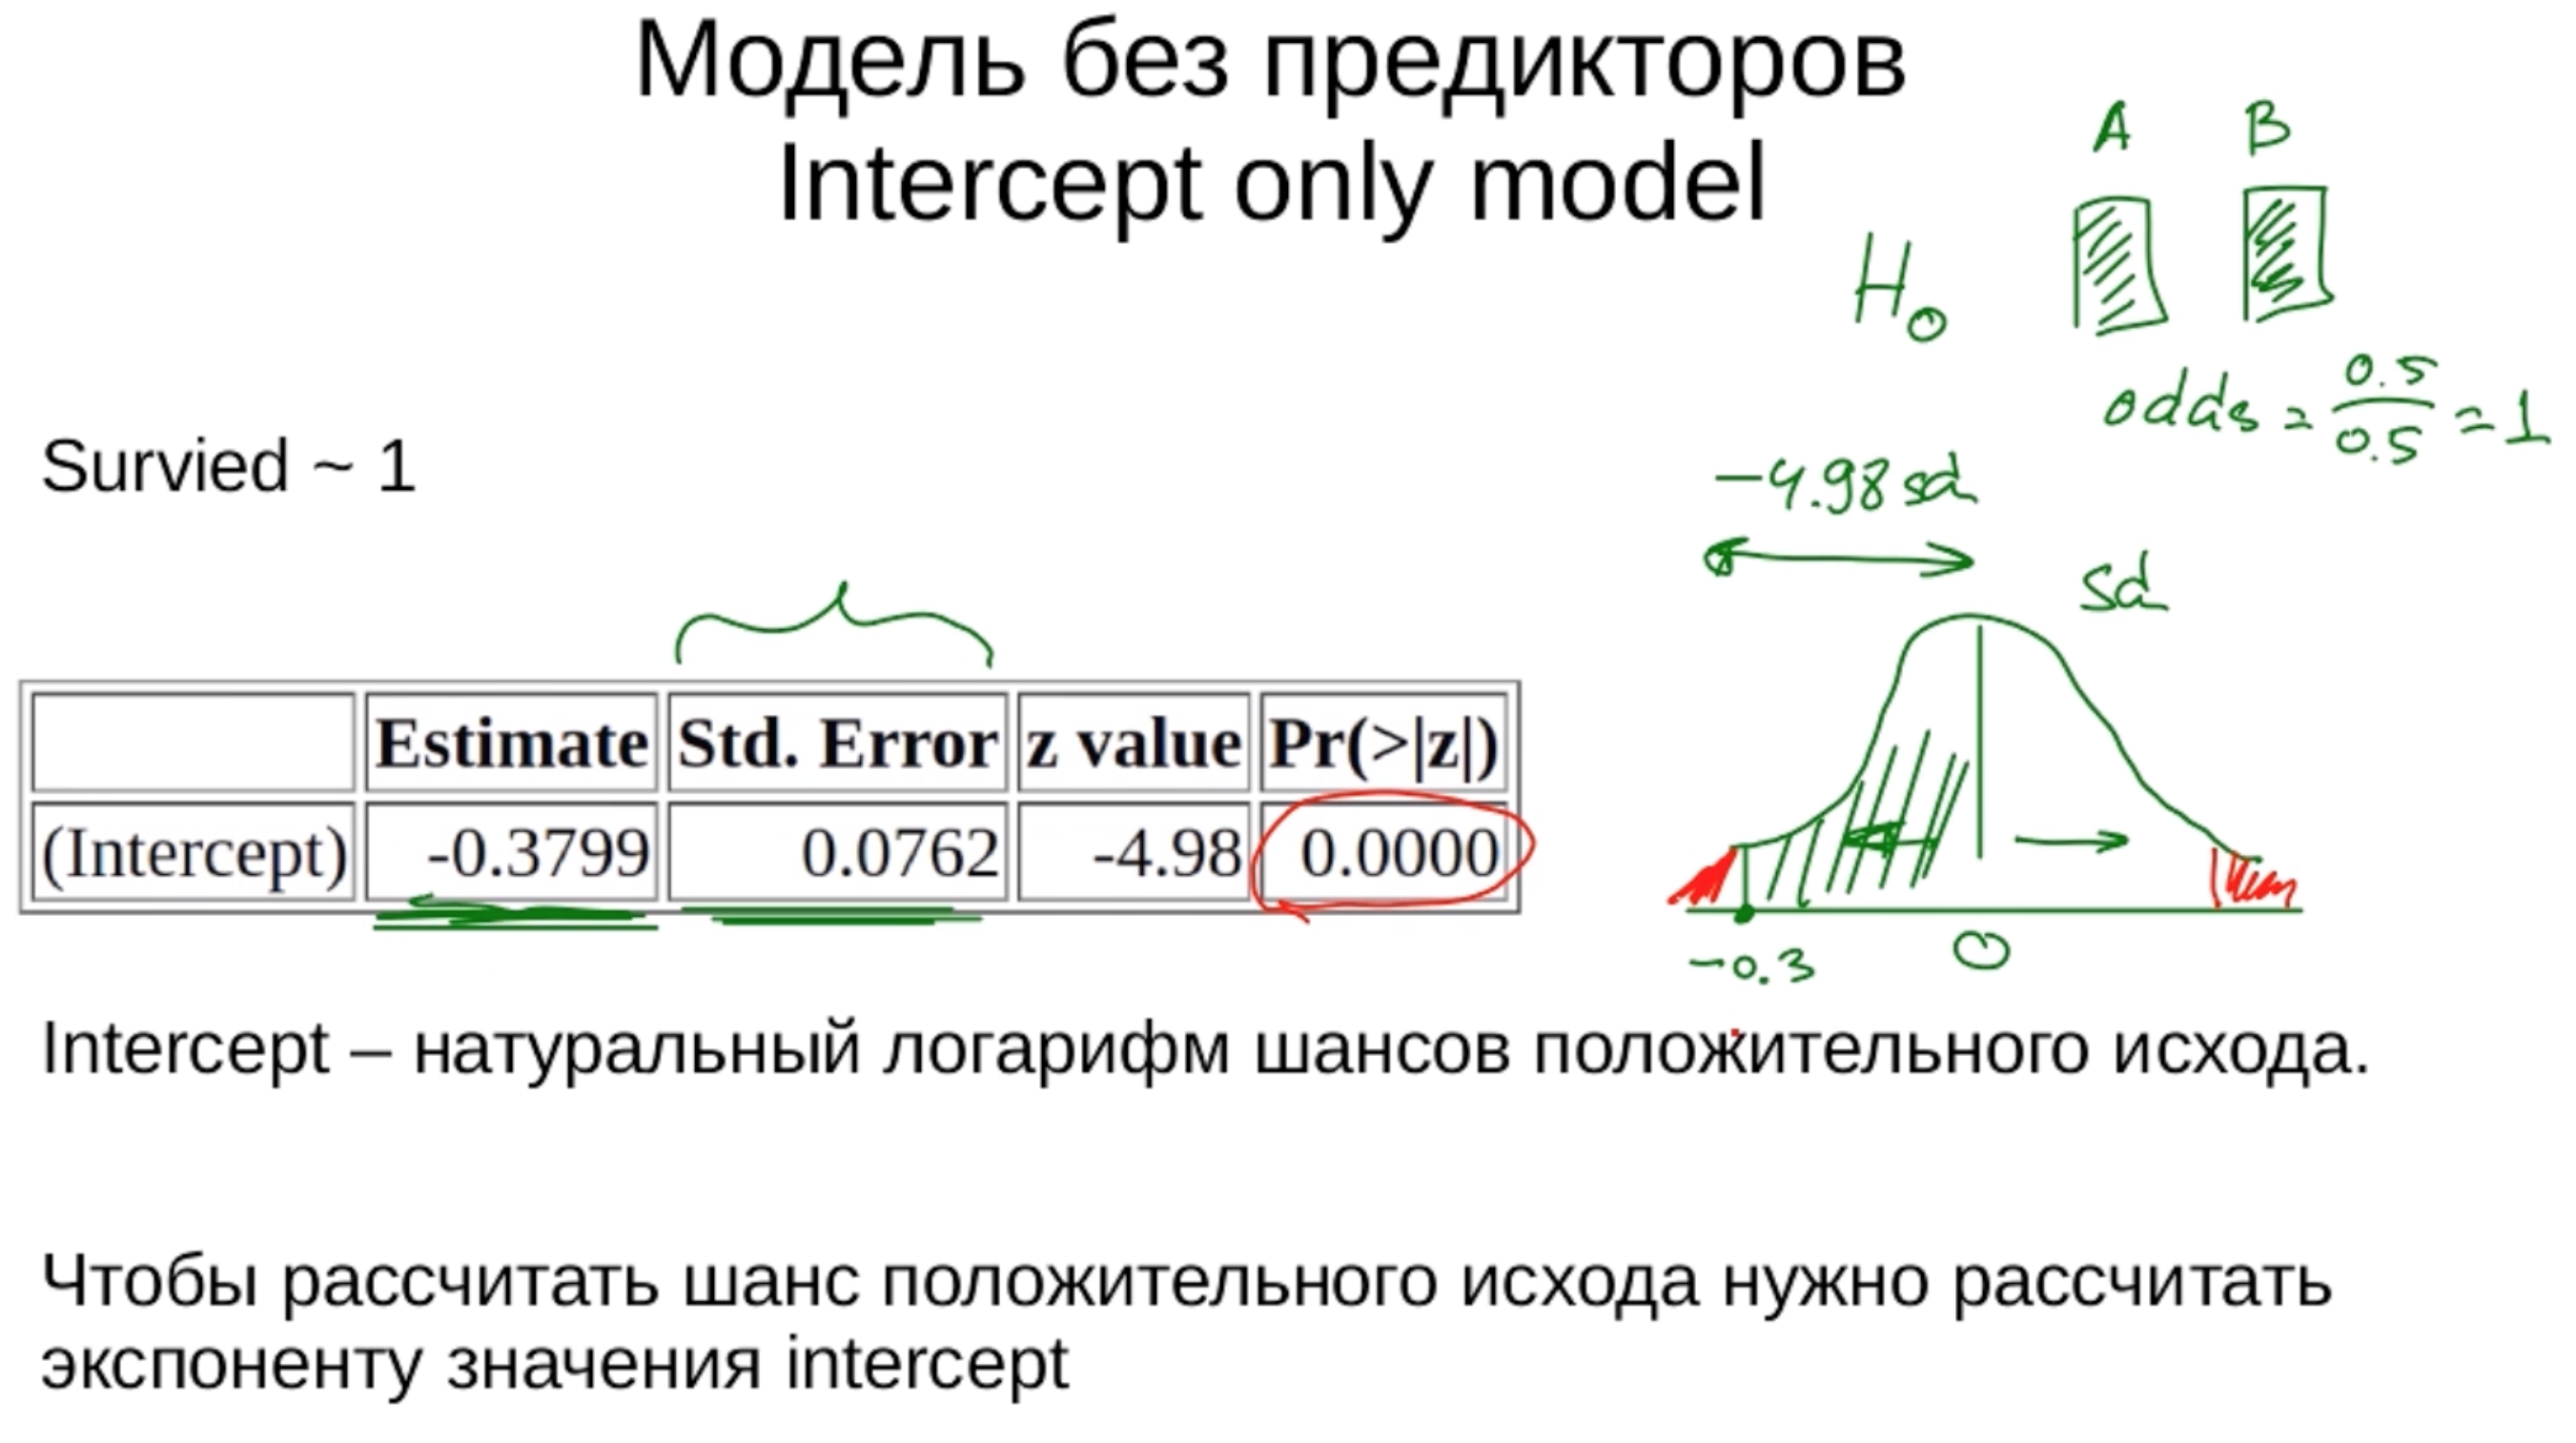 Модель без предикторов
Intercept only model
A B
H0
odds = 0.5 / 0.5 = 1
Survied ~ 1
-4.98 sd
sd
Estimate Std. Error z value Pr(>|z|)
(Intercept) -0.3799 0.0762 -4.98 0.0000
-0.3 0
Intercept – натуральный логарифм шансов положительного исхода.
Чтобы рассчитать шанс положительного исхода нужно рассчитать
экспоненту значения intercept